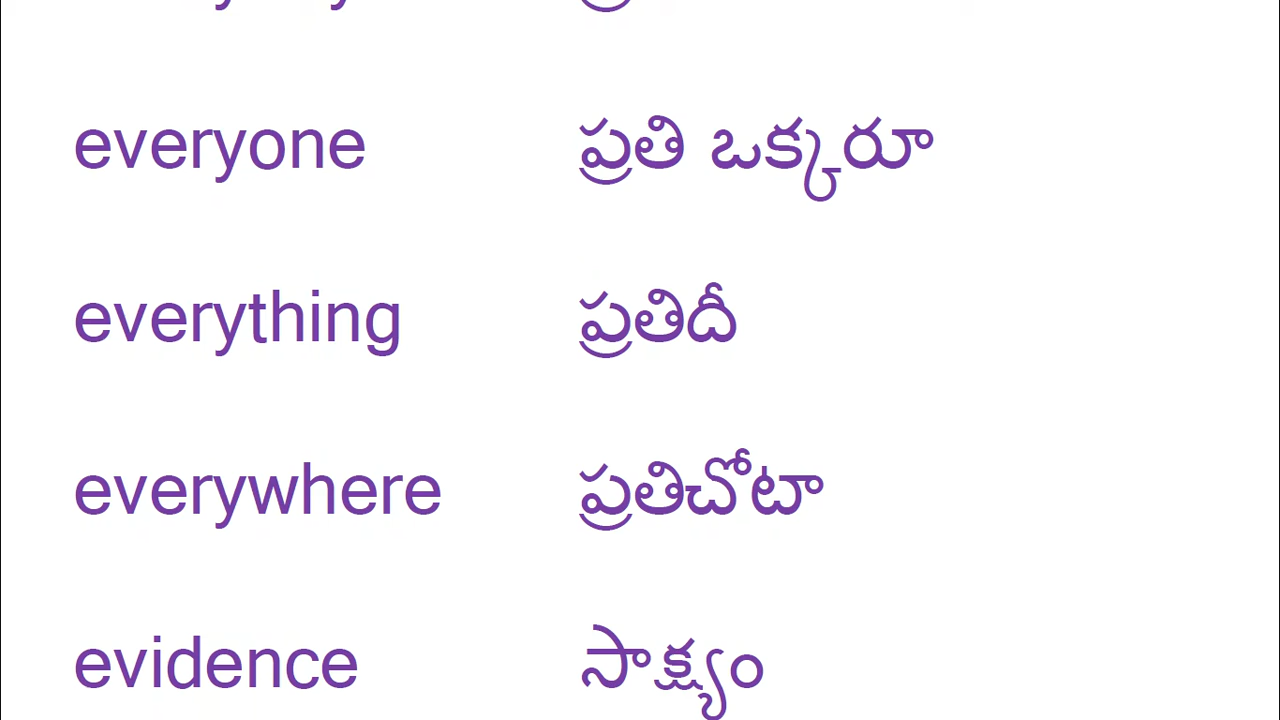 everyone ప్రతి ఒక్కరూ
everything ప్రతిదీ
everywhere ప్రతిచోటా
evidence సాక్ష్యం